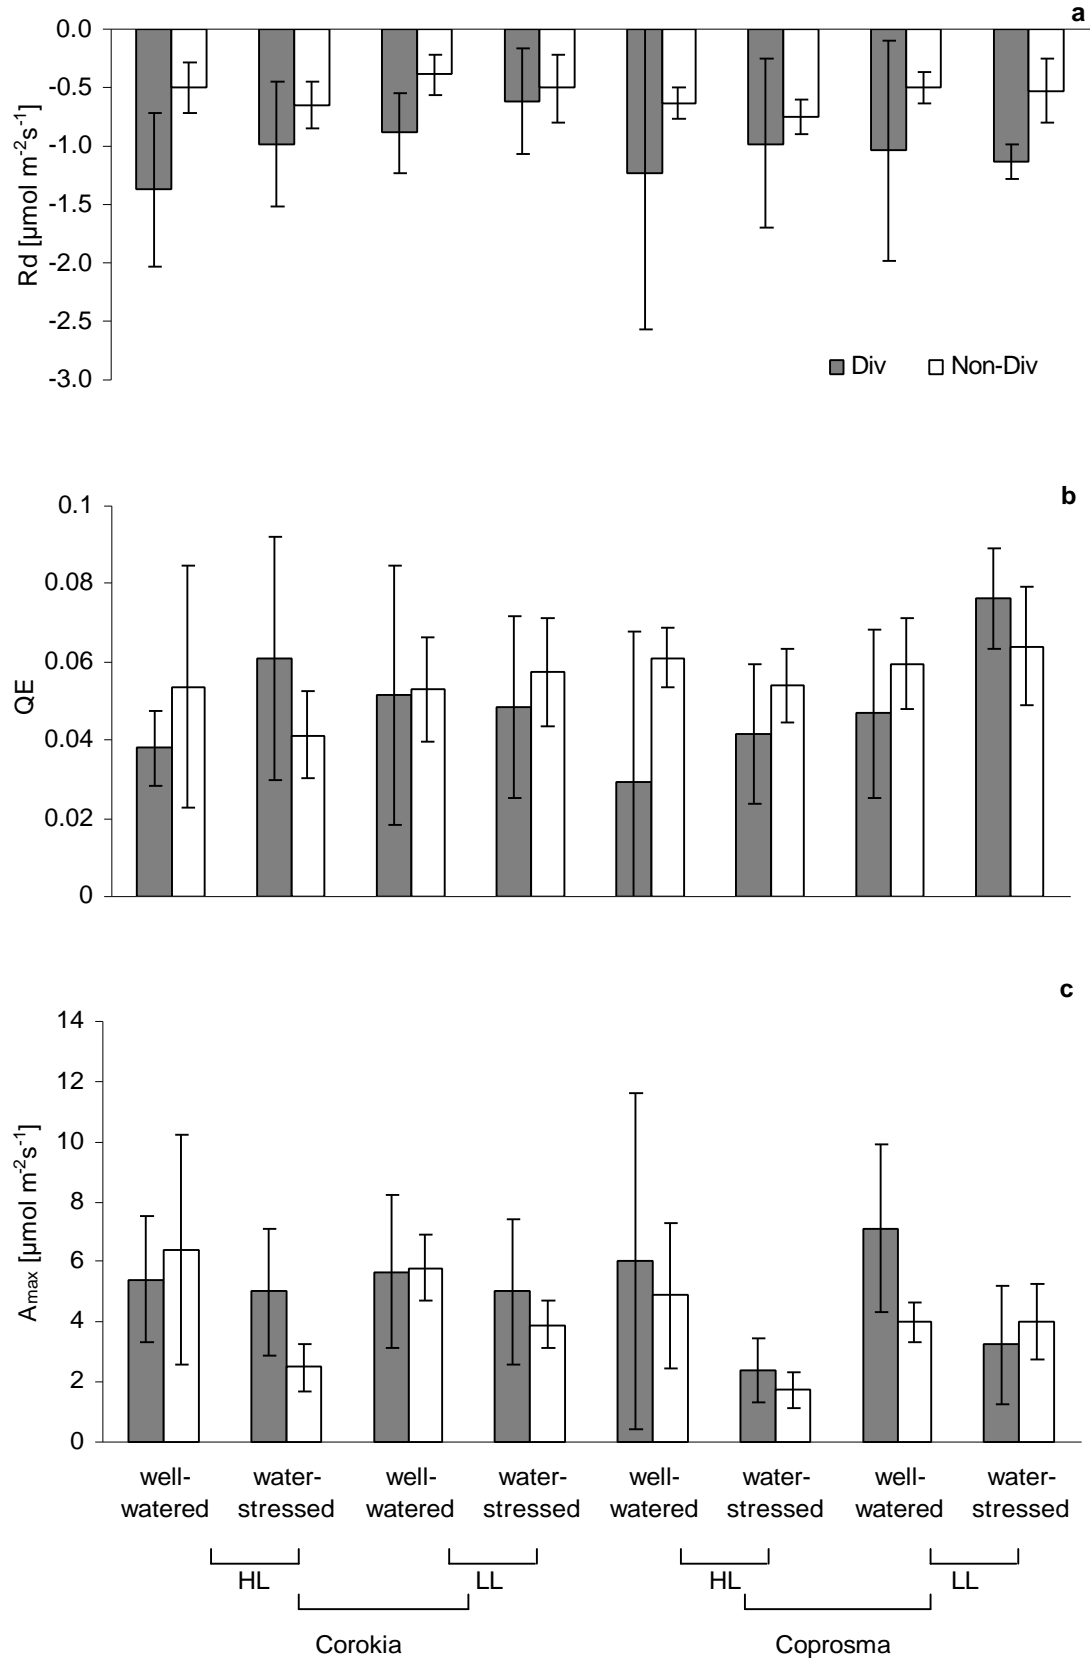 a
0.0
-0.5
-1.0
-1.5
-2.0
-2.5
-3.0
Rd [µmol m⁻²s⁻¹]
Div Non-Div
b
0.1
0.08
0.06
0.04
0.02
0
QE
c
14
12
10
8
6
4
2
0
Amax [µmol m⁻²s⁻¹]
well- water- well- water- well- water- well- water-
watered stressed watered stressed watered stressed watered stressed
HL LL HL LL
Corokia Coprosma